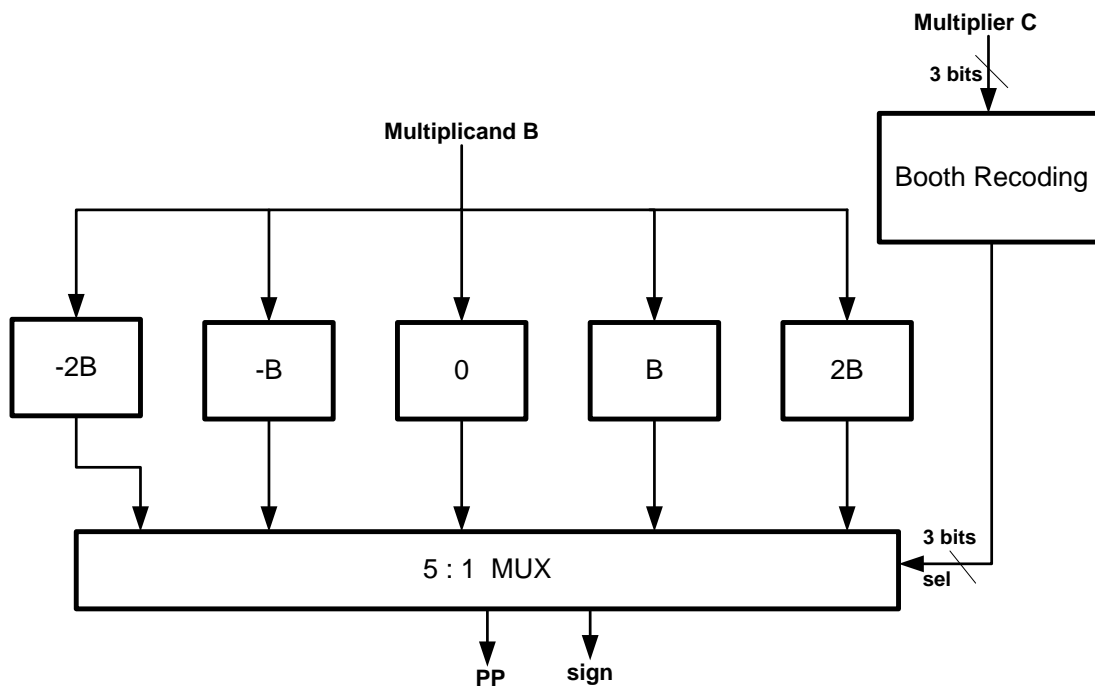 Multiplier C
3 bits
Multiplicand B
Booth Recoding
-2B
-B
0
B
2B
3 bits
sel
5 : 1 MUX
PP
sign